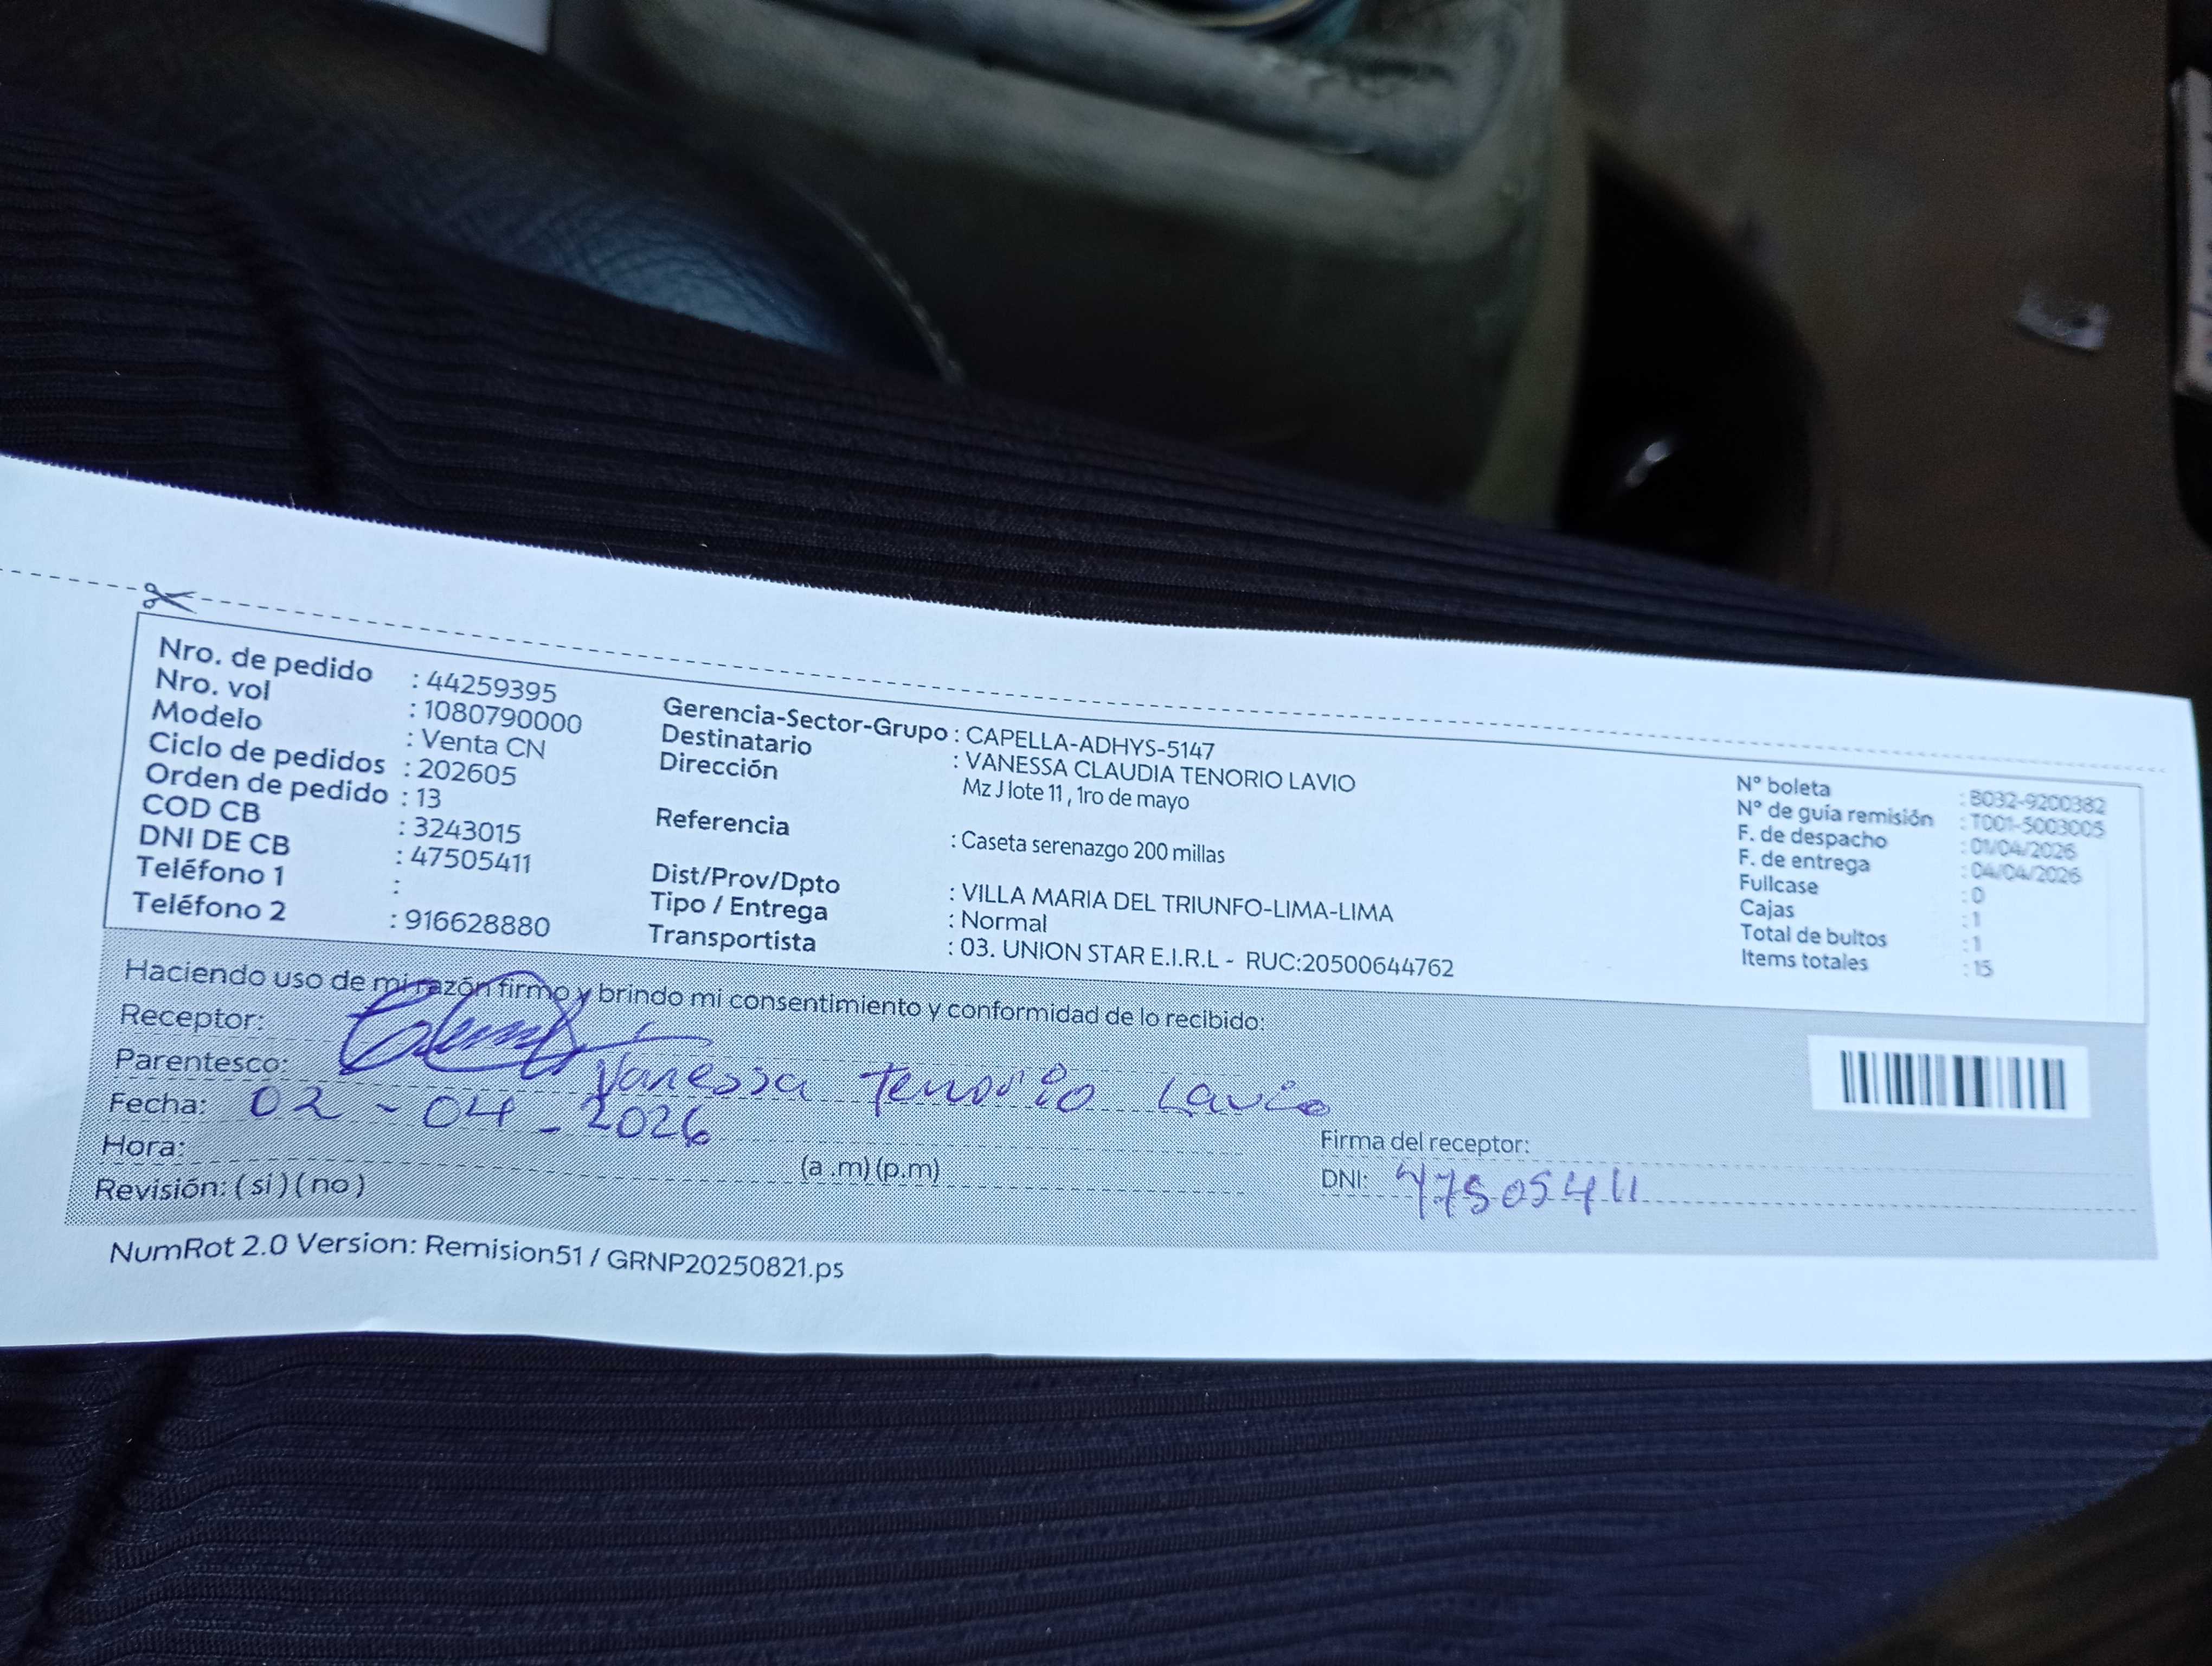 Nro. de pedido : 44259395
Nro. vol : 1080790000
Modelo : Venta CN
Ciclo de pedidos : 202605
Orden de pedido : 13
COD CB : 3243015
DNI DE CB : 47505411
Teléfono 1 :
Teléfono 2 : 916628880
Gerencia-Sector-Grupo : CAPELLA-ADHYS-5147
Destinatario : VANESSA CLAUDIA TENORIO LAVIO
Dirección Mz J lote 11 , 1ro de mayo
Referencia : Caseta serenazgo 200 millas
Dist/Prov/Dpto : VILLA MARIA DEL TRIUNFO-LIMA-LIMA
Tipo / Entrega : Normal
Transportista : 03. UNION STAR E.I.R.L - RUC:20500644762
N° boleta : B032-9200382
N° de guía remisión : T001-5003005
F. de despacho : 01/04/2026
F. de entrega : 04/04/2026
Fullcase : 0
Cajas : 1
Total de bultos : 1
Items totales : 15
Haciendo uso de mi razón firmo y brindo mi consentimiento y conformidad de lo recibido:
Receptor:
Parentesco: Vanessa Tenorio Lavio
Fecha: 02 - 04 - 2026
Hora: (a .m) (p.m)
Revisión: ( si ) ( no )
Firma del receptor:
DNI: 47505411
NumRot 2.0 Version: Remision51 / GRNP20250821.ps